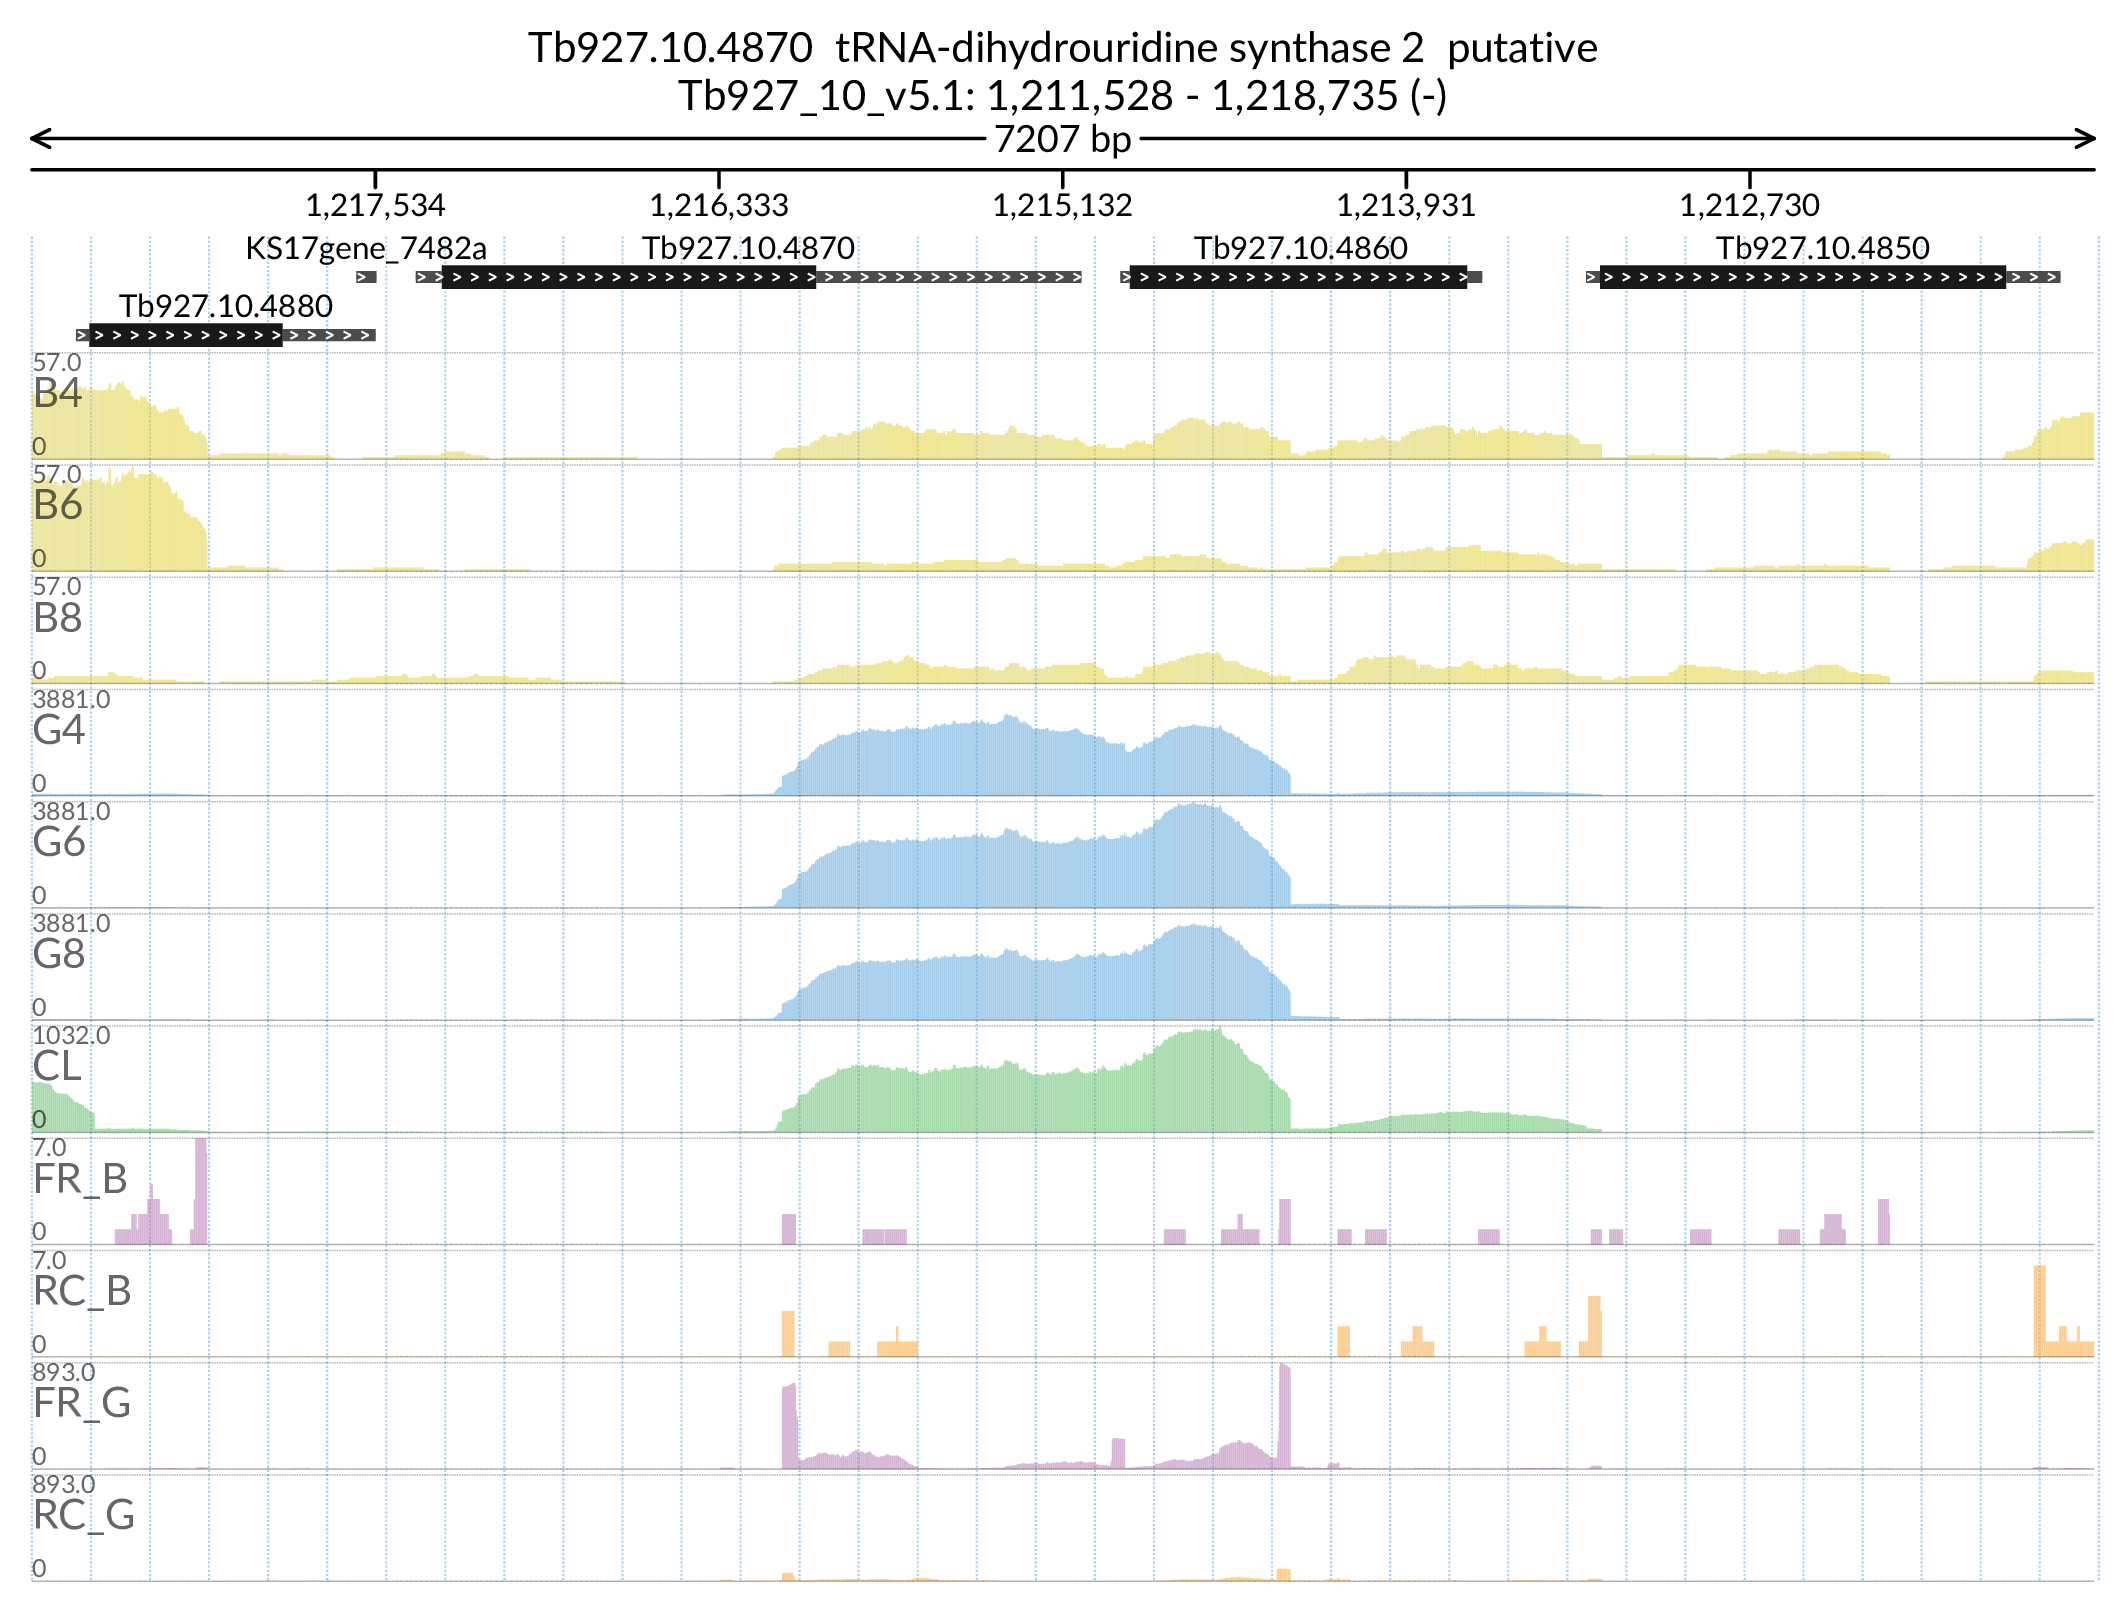 Tb927.10.4870 tRNA-dihydrouridine synthase 2 putative
Tb927_10_v5.1: 1,211,528 - 1,218,735 (-)
7207 bp
1,217,534 1,216,333 1,215,132 1,213,931 1,212,730
KS17gene_7482a Tb927.10.4870 Tb927.10.4860 Tb927.10.4850
Tb927.10.4880
57.0
B4
0
57.0
B6
0
57.0
B8
0
3881.0
G4
0
3881.0
G6
0
3881.0
G8
0
1032.0
CL
0
7.0
FR_B
0
7.0
RC_B
0
893.0
FR_G
0
893.0
RC_G
0